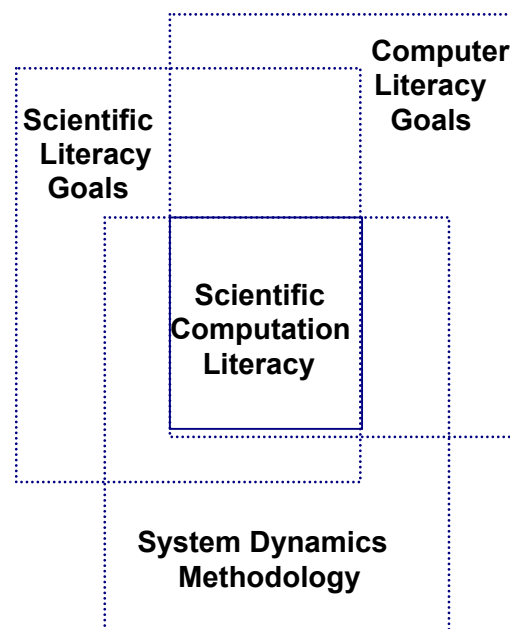 Computer
Literacy
Goals
Scientific
Literacy
Goals
Scientific
Computation
Literacy
System Dynamics
Methodology